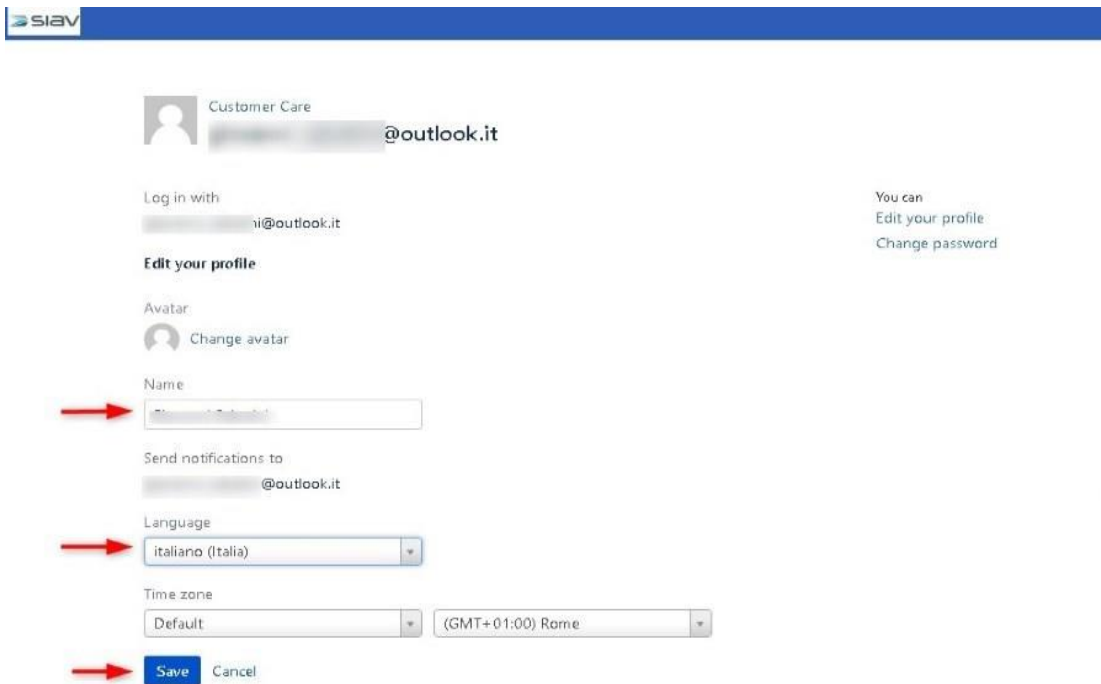 siav
Customer Care
@outlook.it
Log in with
ni@outlook.it
You can
Edit your profile
Change password
Edit your profile
Avatar
Change avatar
Name
Send notifications to
@outlook.it
Language
italiano (Italia)
Time zone
Default (GMT+01:00) Rome
Save Cancel